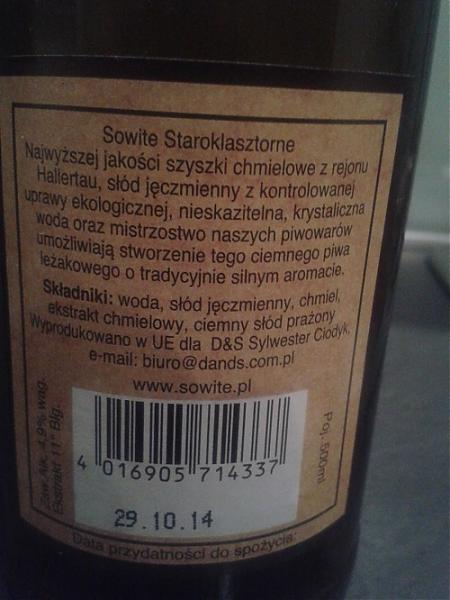 Sowite Staroklasztorne
Najwyższej jakości szyszki chmielowe z rejonu
Hallertau, słód jęczmienny z kontrolowanej
uprawy ekologicznej, nieskazitelna, krystaliczna
woda oraz mistrzostwo naszych piwowarów
umożliwiają stworzenie tego ciemnego piwa
leżakowego o tradycyjnie silnym aromacie.
Składniki: woda, słód jęczmienny, chmiel,
ekstrakt chmielowy, ciemny słód prażony
Wyprodukowano w UE dla D&S Sylwester Ciodyk,
e-mail: biuro@dands.com.pl
www.sowite.pl
Zaw. Alk. 4,9% wag.
Ekstrakt 11° Blg.
Poj. 500ml
4 016905 714337
29.10.14
Data przydatności do spożycia: